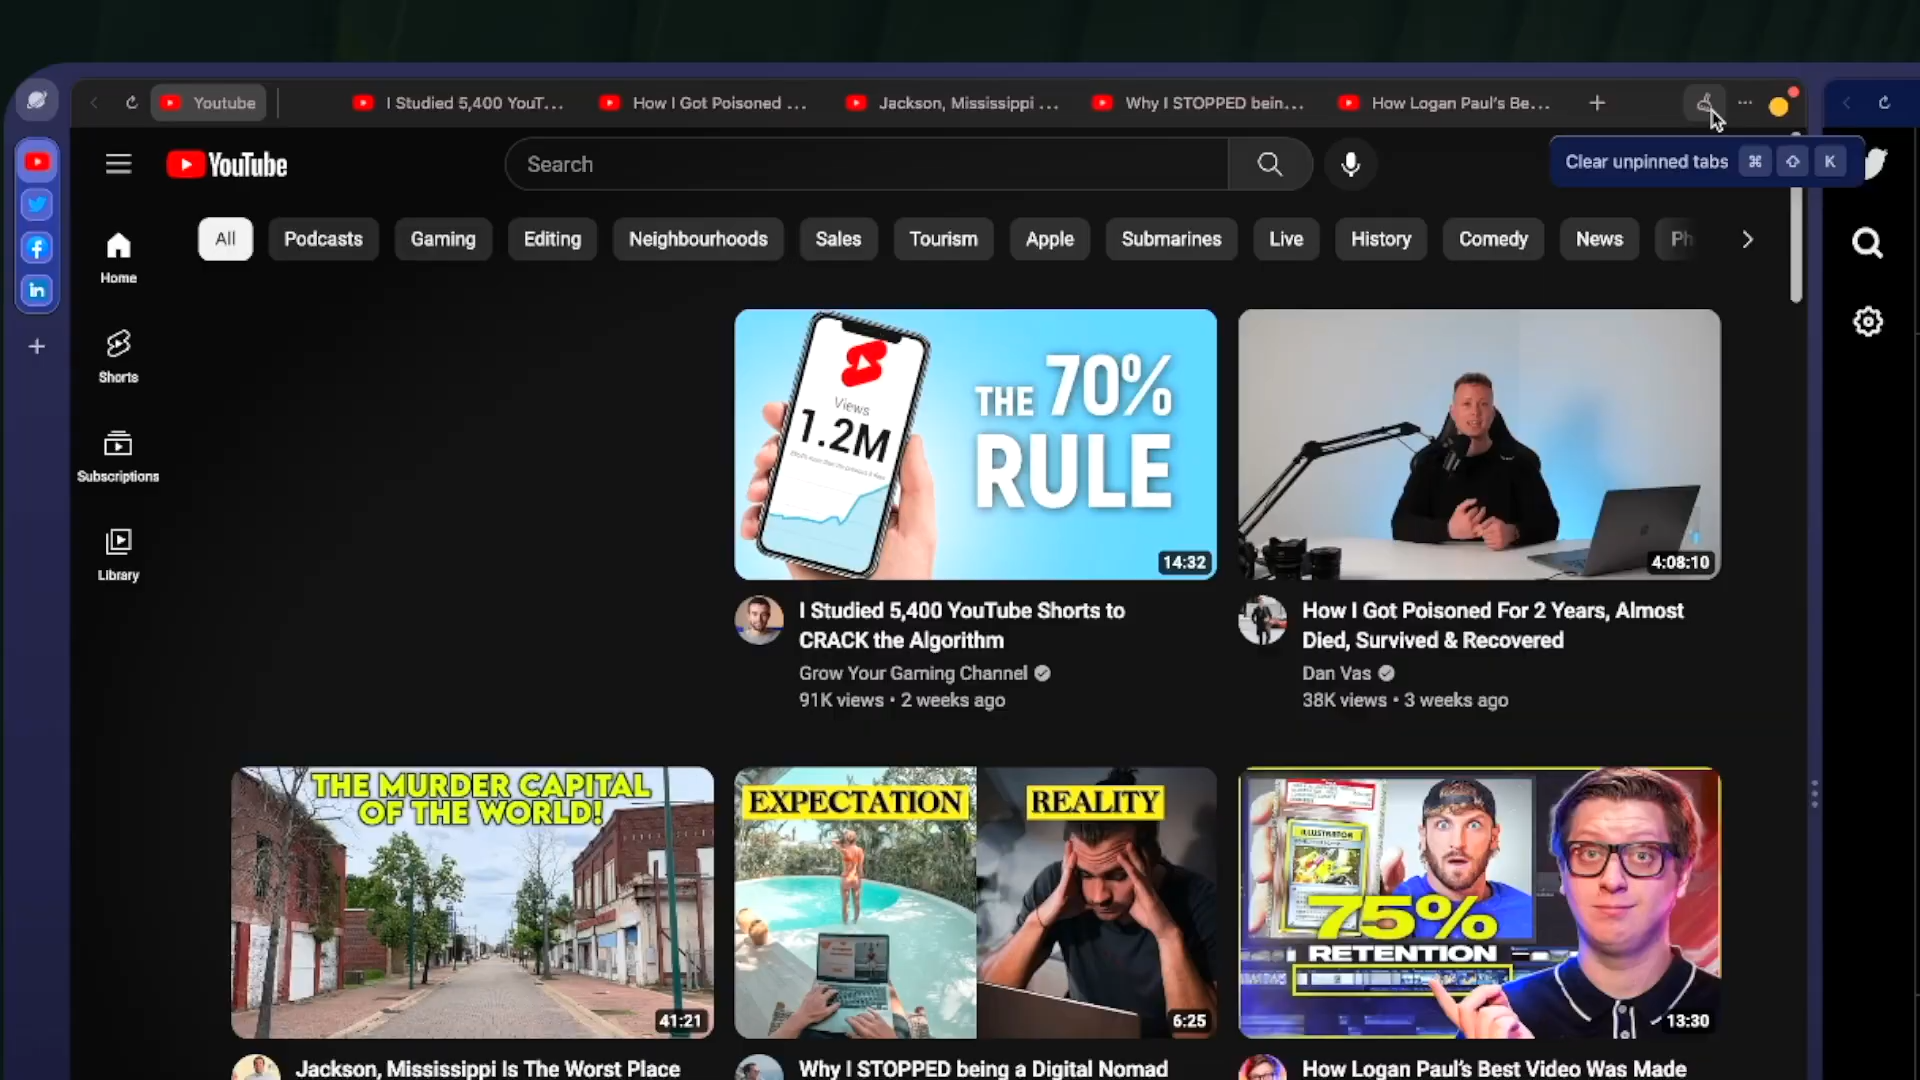 Youtube
I Studied 5,400 YouT...
How I Got Poisoned ...
Jackson, Mississippi ...
Why I STOPPED bein...
How Logan Paul's Be...
YouTube
Search
Clear unpinned tabs ⌘ ⇧ K
All
Podcasts
Gaming
Editing
Neighbourhoods
Sales
Tourism
Apple
Submarines
Live
History
Comedy
News
Ph
Home
Shorts
Subscriptions
Library
Views
1.2M
THE 70%
RULE
14:32
4:08:10
I Studied 5,400 YouTube Shorts to
CRACK the Algorithm
Grow Your Gaming Channel
91K views • 2 weeks ago
How I Got Poisoned For 2 Years, Almost
Died, Survived & Recovered
Dan Vas
38K views • 3 weeks ago
THE MURDER CAPITAL
OF THE WORLD!
41:21
EXPECTATION
REALITY
6:25
ILLUSTRATOR
75%
RETENTION
13:30
Jackson, Mississippi Is The Worst Place
Why I STOPPED being a Digital Nomad
How Logan Paul's Best Video Was Made